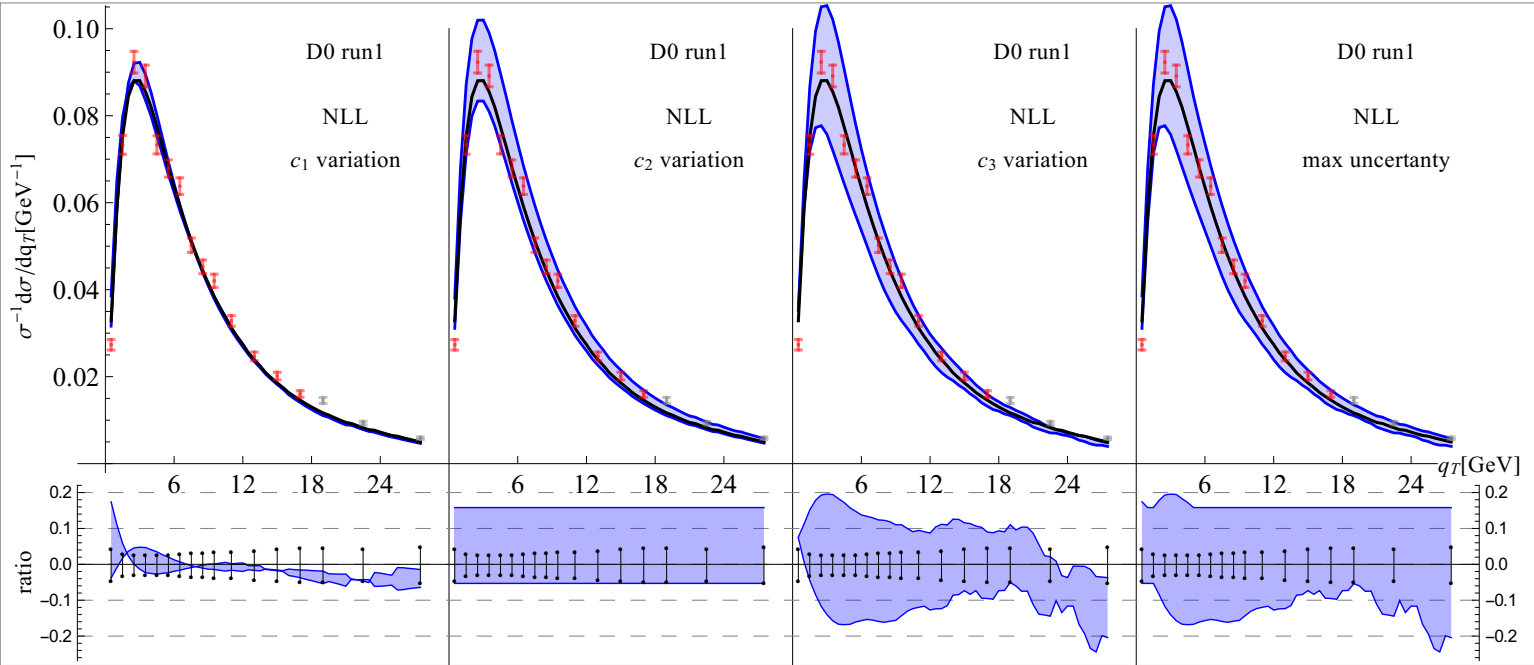 0.10
0.08
0.06
0.04
0.02
σ⁻¹dσ/dq_T[GeV⁻¹]
D0 run1
NLL
c₁ variation
D0 run1
NLL
c₂ variation
D0 run1
NLL
c₃ variation
D0 run1
NLL
max uncertanty
q_T[GeV]
6 12 18 24
6 12 18 24
6 12 18 24
6 12 18 24
ratio
0.2
0.1
0.0
−0.1
−0.2
0.2
0.1
0.0
−0.1
−0.2